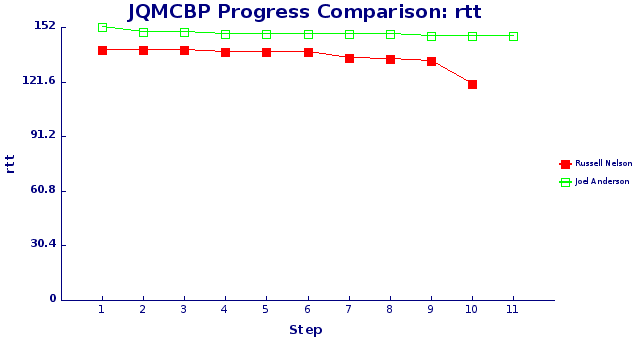 JQMCBP Progress Comparison: rtt
152
121.6
91.2
60.8
30.4
0
rtt
1 2 3 4 5 6 7 8 9 10 11
Step
Russell Nelson
Joel Anderson